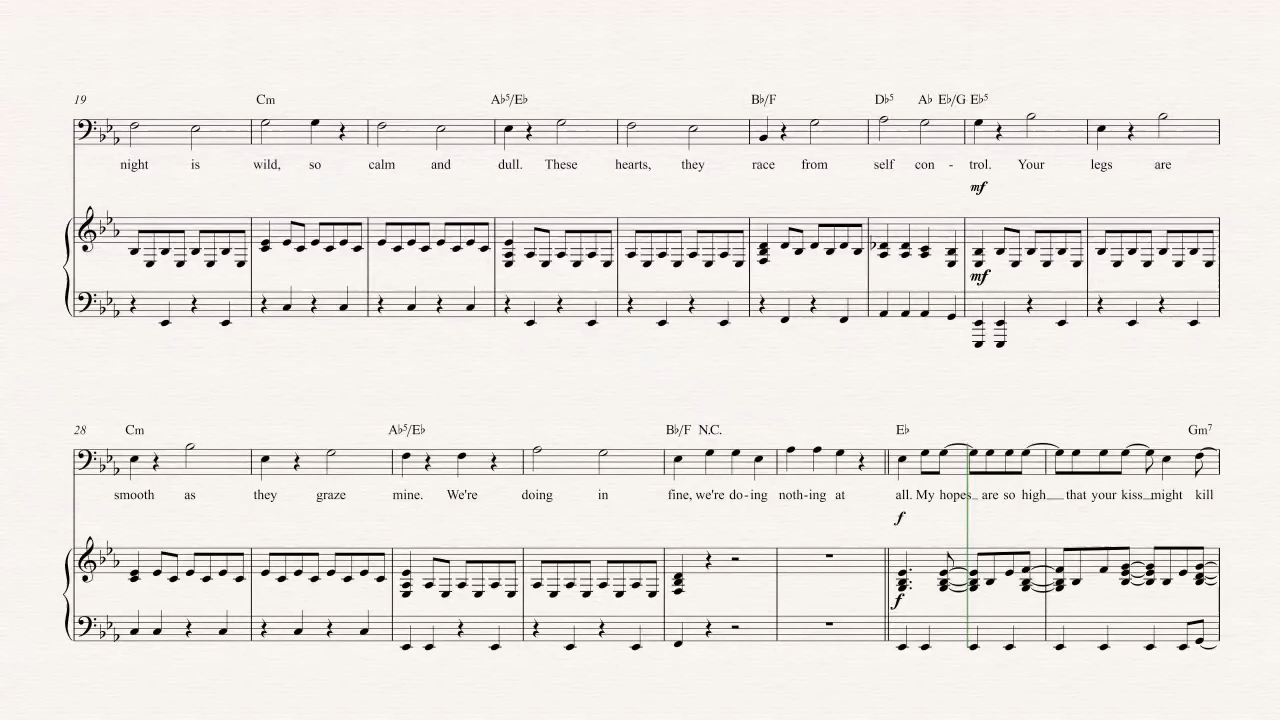 19 Cm A♭5/E♭ B♭/F D♭5 A♭ E♭/G E♭5
night is wild, so calm and dull. These hearts, they race from self con - trol. Your legs are
mf
mf
28 Cm A♭5/E♭ B♭/F N.C. E♭ Gm7
smooth as they graze mine. We're doing in fine, we're do-ing noth-ing at all. My hopes are so high that your kiss might kill
f
f